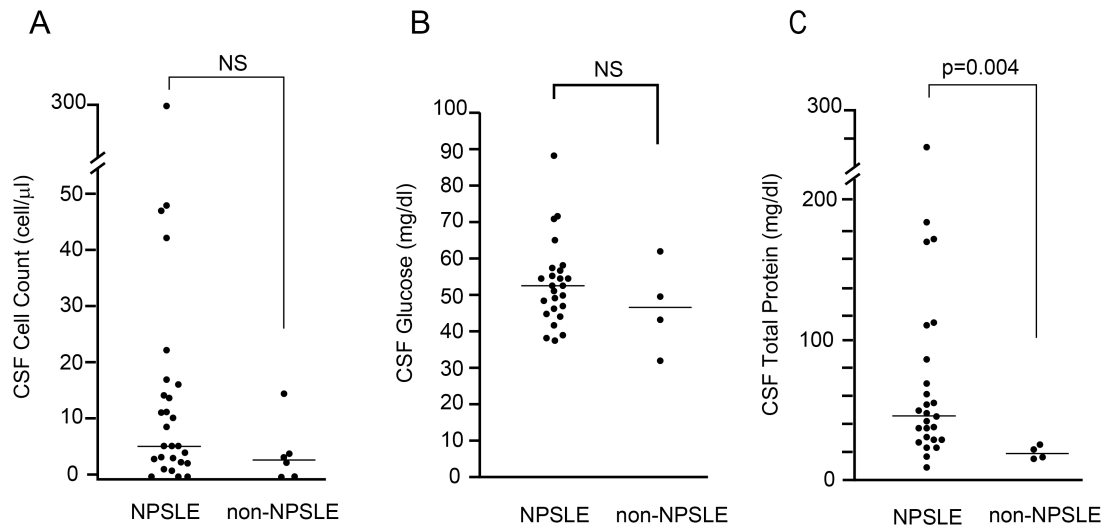 A
NS
CSF Cell Count (cell/μl)
300
50
40
30
20
10
0
NPSLE
non-NPSLE
B
NS
CSF Glucose (mg/dl)
100
90
80
70
60
50
40
30
20
10
0
NPSLE
non-NPSLE
C
p=0.004
CSF Total Protein (mg/dl)
300
200
100
0
NPSLE
non-NPSLE